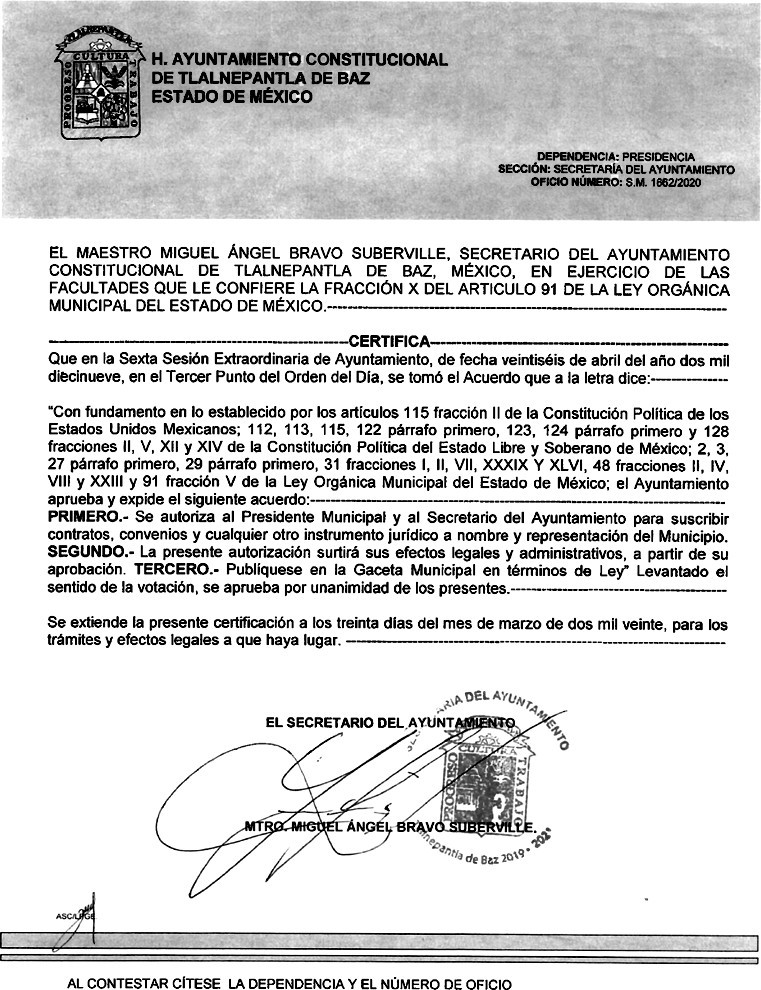 TLALNEPANTLA
CULTURA
PROGRESO
TRABAJO
H. AYUNTAMIENTO CONSTITUCIONAL
DE TLALNEPANTLA DE BAZ
ESTADO DE MÉXICO
DEPENDENCIA: PRESIDENCIA
SECCIÓN: SECRETARÍA DEL AYUNTAMIENTO
OFICIO NÚMERO: S.M. 1662/2020
EL MAESTRO MIGUEL ÁNGEL BRAVO SUBERVILLE, SECRETARIO DEL AYUNTAMIENTO
CONSTITUCIONAL DE TLALNEPANTLA DE BAZ, MÉXICO, EN EJERCICIO DE LAS
FACULTADES QUE LE CONFIERE LA FRACCIÓN X DEL ARTICULO 91 DE LA LEY ORGÁNICA
MUNICIPAL DEL ESTADO DE MÉXICO.------------------------------------------------------------
---------------------------------------------CERTIFICA---------------------------------------------
Que en la Sexta Sesión Extraordinaria de Ayuntamiento, de fecha veintiséis de abril del año dos mil
diecinueve, en el Tercer Punto del Orden del Día, se tomó el Acuerdo que a la letra dice:---------------
"Con fundamento en lo establecido por los artículos 115 fracción II de la Constitución Política de los
Estados Unidos Mexicanos; 112, 113, 115, 122 párrafo primero, 123, 124 párrafo primero y 128
fracciones II, V, XII y XIV de la Constitución Política del Estado Libre y Soberano de México; 2, 3,
27 párrafo primero, 29 párrafo primero, 31 fracciones I, II, VII, XXXIX Y XLVI, 48 fracciones II, IV,
VIII y XXIII y 91 fracción V de la Ley Orgánica Municipal del Estado de México; el Ayuntamiento
aprueba y expide el siguiente acuerdo:---------------------------------------------------------------
PRIMERO.- Se autoriza al Presidente Municipal y al Secretario del Ayuntamiento para suscribir
contratos, convenios y cualquier otro instrumento jurídico a nombre y representación del Municipio.
SEGUNDO.- La presente autorización surtirá sus efectos legales y administrativos, a partir de su
aprobación. TERCERO.- Publíquese en la Gaceta Municipal en términos de Ley" Levantado el
sentido de la votación, se aprueba por unanimidad de los presentes.-----------------------------------
Se extiende la presente certificación a los treinta días del mes de marzo de dos mil veinte, para los
trámites y efectos legales a que haya lugar. ----------------------------------------------------------
EL SECRETARIO DEL AYUNTAMIENTO
DEL AYUNTAMIENTO
CULTURA
PROGRESO
TRABAJO
de Baz 2019 • 2021
MTRO. MIGUEL ÁNGEL BRAVO SUBERVILLE.
AL CONTESTAR CÍTESE LA DEPENDENCIA Y EL NÚMERO DE OFICIO